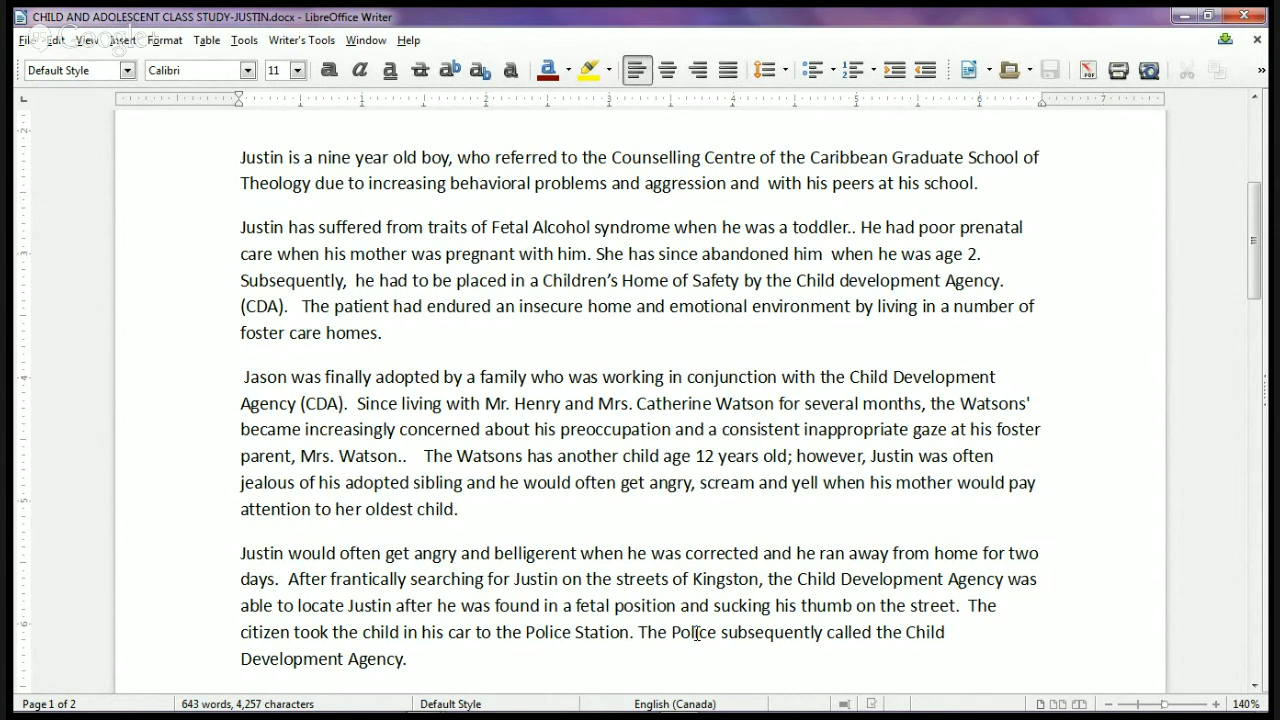 CHILD AND ADOLESCENT CLASS STUDY-JUSTIN.docx - LibreOffice Writer
File Edit View Insert Format Table Tools Writer's Tools Window Help
Google+
Default Style Calibri 11
1 2 3 4 5 6 7
Justin is a nine year old boy, who referred to the Counselling Centre of the Caribbean Graduate School of
Theology due to increasing behavioral problems and aggression and  with his peers at his school.
Justin has suffered from traits of Fetal Alcohol syndrome when he was a toddler.. He had poor prenatal
care when his mother was pregnant with him. She has since abandoned him  when he was age 2.
Subsequently,  he had to be placed in a Children’s Home of Safety by the Child development Agency.
(CDA).   The patient had endured an insecure home and emotional environment by living in a number of
foster care homes.
Jason was finally adopted by a family who was working in conjunction with the Child Development
Agency (CDA).  Since living with Mr. Henry and Mrs. Catherine Watson for several months, the Watsons'
became increasingly concerned about his preoccupation and a consistent inappropriate gaze at his foster
parent, Mrs. Watson..    The Watsons has another child age 12 years old; however, Justin was often
jealous of his adopted sibling and he would often get angry, scream and yell when his mother would pay
attention to her oldest child.
Justin would often get angry and belligerent when he was corrected and he ran away from home for two
days.  After frantically searching for Justin on the streets of Kingston, the Child Development Agency was
able to locate Justin after he was found in a fetal position and sucking his thumb on the street.  The
citizen took the child in his car to the Police Station. The Police subsequently called the Child
Development Agency.
Page 1 of 2 643 words, 4,257 characters Default Style English (Canada) 140%